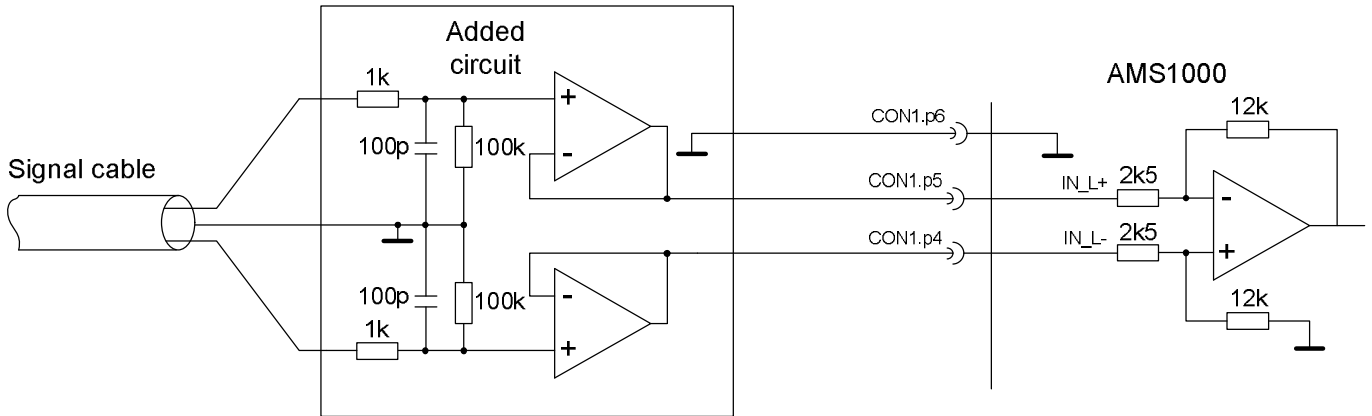 Added
circuit
AMS1000
1k
12k
CON1.p6
100p
100k
Signal cable
CON1.p5
IN_L+
2k5
+
-
-
+
CON1.p4
IN_L-
2k5
100p
100k
-
+
12k
1k